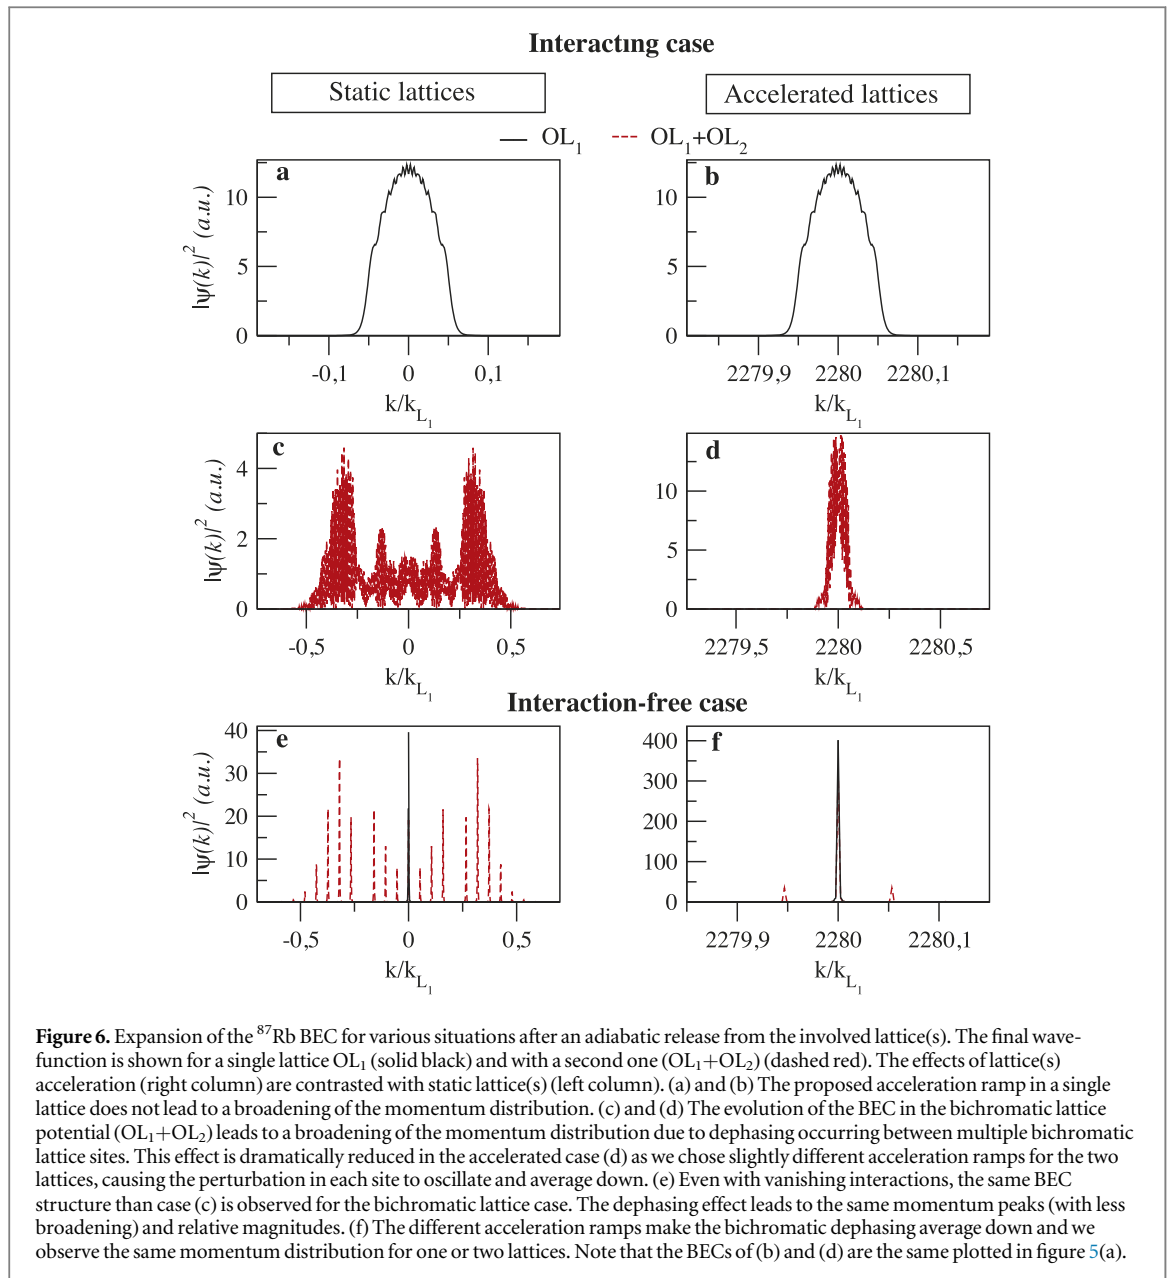 Interacting case
Static lattices
Accelerated lattices
OL1 OL1+OL2
a
b
|ψ(k)|² (a.u.)
10
5
0
10
5
0
-0,1 0 0,1
2279,9 2280 2280,1
k/kL1
k/kL1
c
d
|ψ(k)|² (a.u.)
4
2
0
10
5
0
-0,5 0 0,5
2279,5 2280 2280,5
k/kL1
k/kL1
Interaction-free case
e
f
|ψ(k)|² (a.u.)
40
30
20
10
0
400
300
200
100
0
-0,5 0 0,5
2279,9 2280 2280,1
k/kL1
k/kL1
Figure 6. Expansion of the ⁸⁷Rb BEC for various situations after an adiabatic release from the involved lattice(s). The final wave-
function is shown for a single lattice OL₁ (solid black) and with a second one (OL₁+OL₂) (dashed red). The effects of lattice(s)
acceleration (right column) are contrasted with static lattice(s) (left column). (a) and (b) The proposed acceleration ramp in a single
lattice does not lead to a broadening of the momentum distribution. (c) and (d) The evolution of the BEC in the bichromatic lattice
potential (OL₁+OL₂) leads to a broadening of the momentum distribution due to dephasing occurring between multiple bichromatic
lattice sites. This effect is dramatically reduced in the accelerated case (d) as we chose slightly different acceleration ramps for the two
lattices, causing the perturbation in each site to oscillate and average down. (e) Even with vanishing interactions, the same BEC
structure than case (c) is observed for the bichromatic lattice case. The dephasing effect leads to the same momentum peaks (with less
broadening) and relative magnitudes. (f) The different acceleration ramps make the bichromatic dephasing average down and we
observe the same momentum distribution for one or two lattices. Note that the BECs of (b) and (d) are the same plotted in figure 5(a).